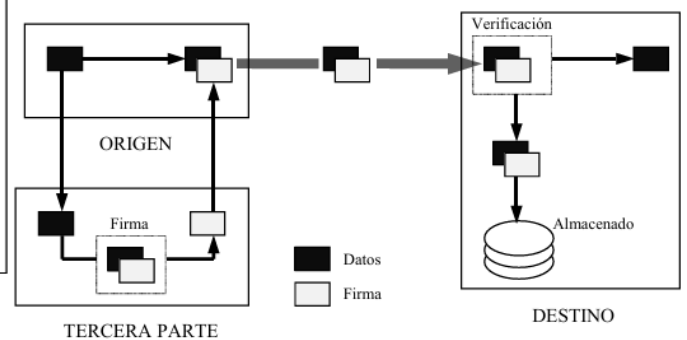 Verificación
ORIGEN
Firma
Almacenado
Datos
Firma
DESTINO
TERCERA PARTE